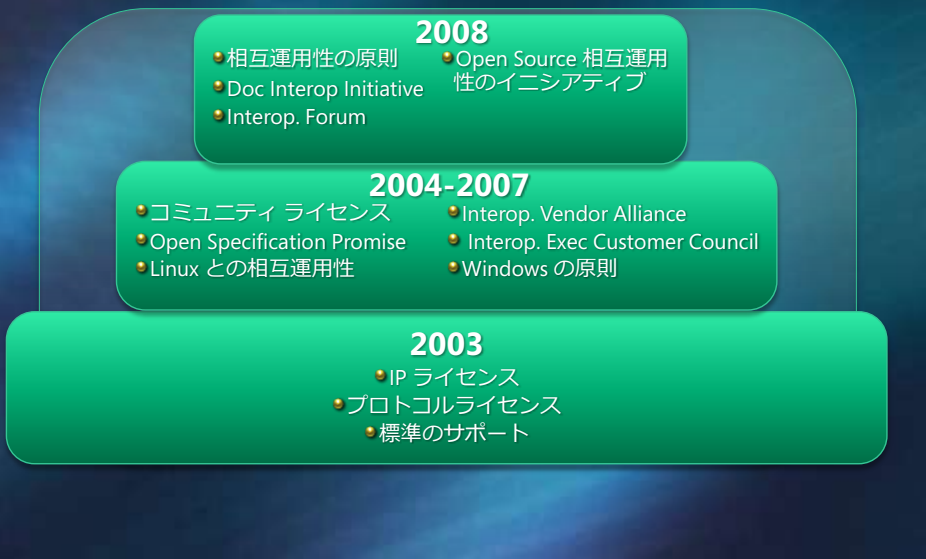 2008
相互運用性の原則
Doc Interop Initiative
Interop. Forum
Open Source 相互運用
性のイニシアティブ
2004-2007
コミュニティ ライセンス
Open Specification Promise
Linux との相互運用性
Interop. Vendor Alliance
Interop. Exec Customer Council
Windows の原則
2003
IP ライセンス
プロトコルライセンス
標準のサポート